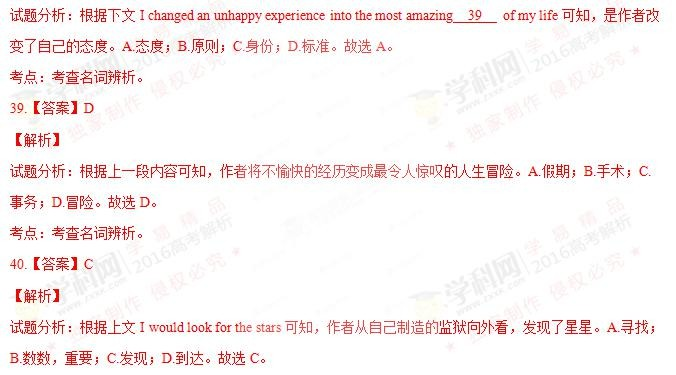 试题分析：根据下文 I changed an unhappy experience into the most amazing__39__ of my life 可知，是作者改
变了自己的态度。A.态度；B.原则；C.身份；D.标准。故选 A。
考点：考查名词辨析。
39.【答案】D
【解析】
试题分析：根据上一段内容可知，作者将不愉快的经历变成最令人惊叹的人生冒险。A.假期；B.手术；C.
事务；D.冒险。故选 D。
考点：考查名词辨析。
40.【答案】C
【解析】
试题分析：根据上文 I would look for the stars 可知，作者从自己制造的监狱向外看，发现了星星。A.寻找；
B.数数，重要；C.发现；D.到达。故选 C。